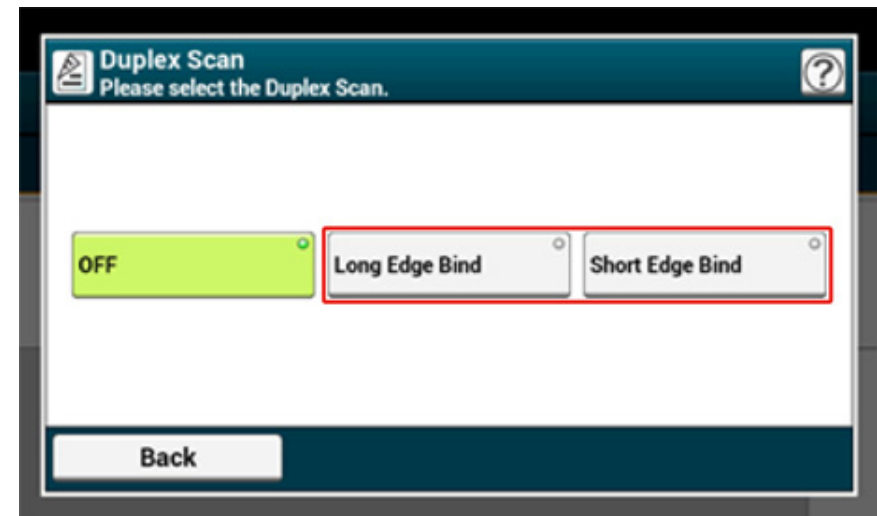 Duplex Scan
Please select the Duplex Scan.
OFF
Long Edge Bind
Short Edge Bind
Back